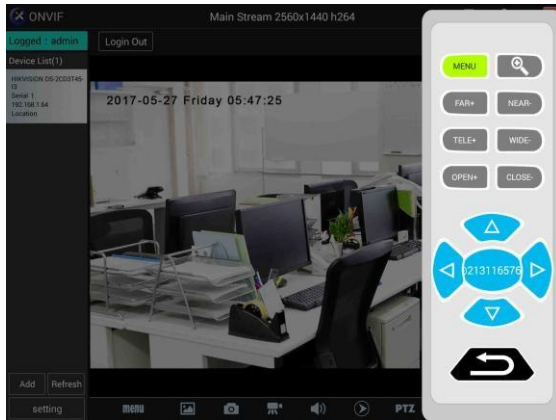 ONVIF
Main Stream 2560x1440 h264
Logged : admin
Login Out
Device List(1)
HIKVISION DS-2CD3T45-I3
Serial 1
192.168.1.64
Location
2017-05-27 Friday 05:47:25
MENU
FAR+
NEAR-
TELE+
WIDE-
OPEN+
CLOSE-
0213116576
Add
Refresh
setting
menu
PTZ